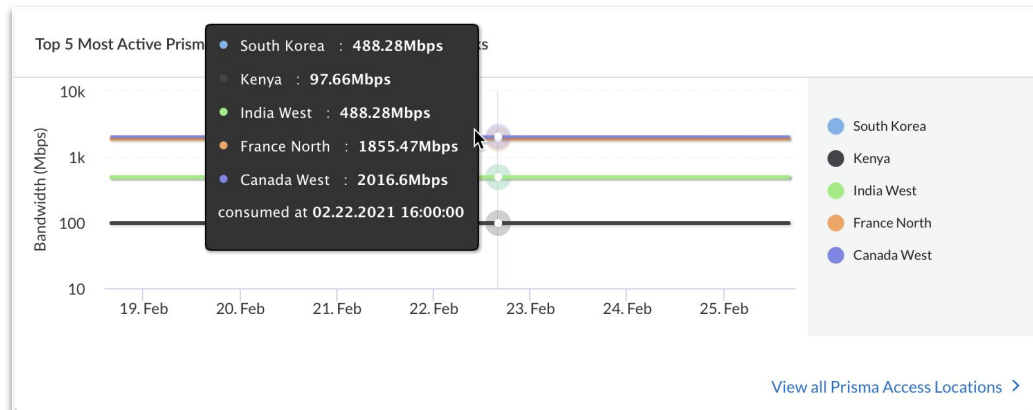 Top 5 Most Active Prism
ks
South Korea : 488.28Mbps
Kenya : 97.66Mbps
India West : 488.28Mbps
France North : 1855.47Mbps
Canada West : 2016.6Mbps
consumed at 02.22.2021 16:00:00
Bandwidth (Mbps)
10k
1k
100
10
19. Feb 20. Feb 21. Feb 22. Feb 23. Feb 24. Feb 25. Feb
South Korea
Kenya
India West
France North
Canada West
View all Prisma Access Locations >